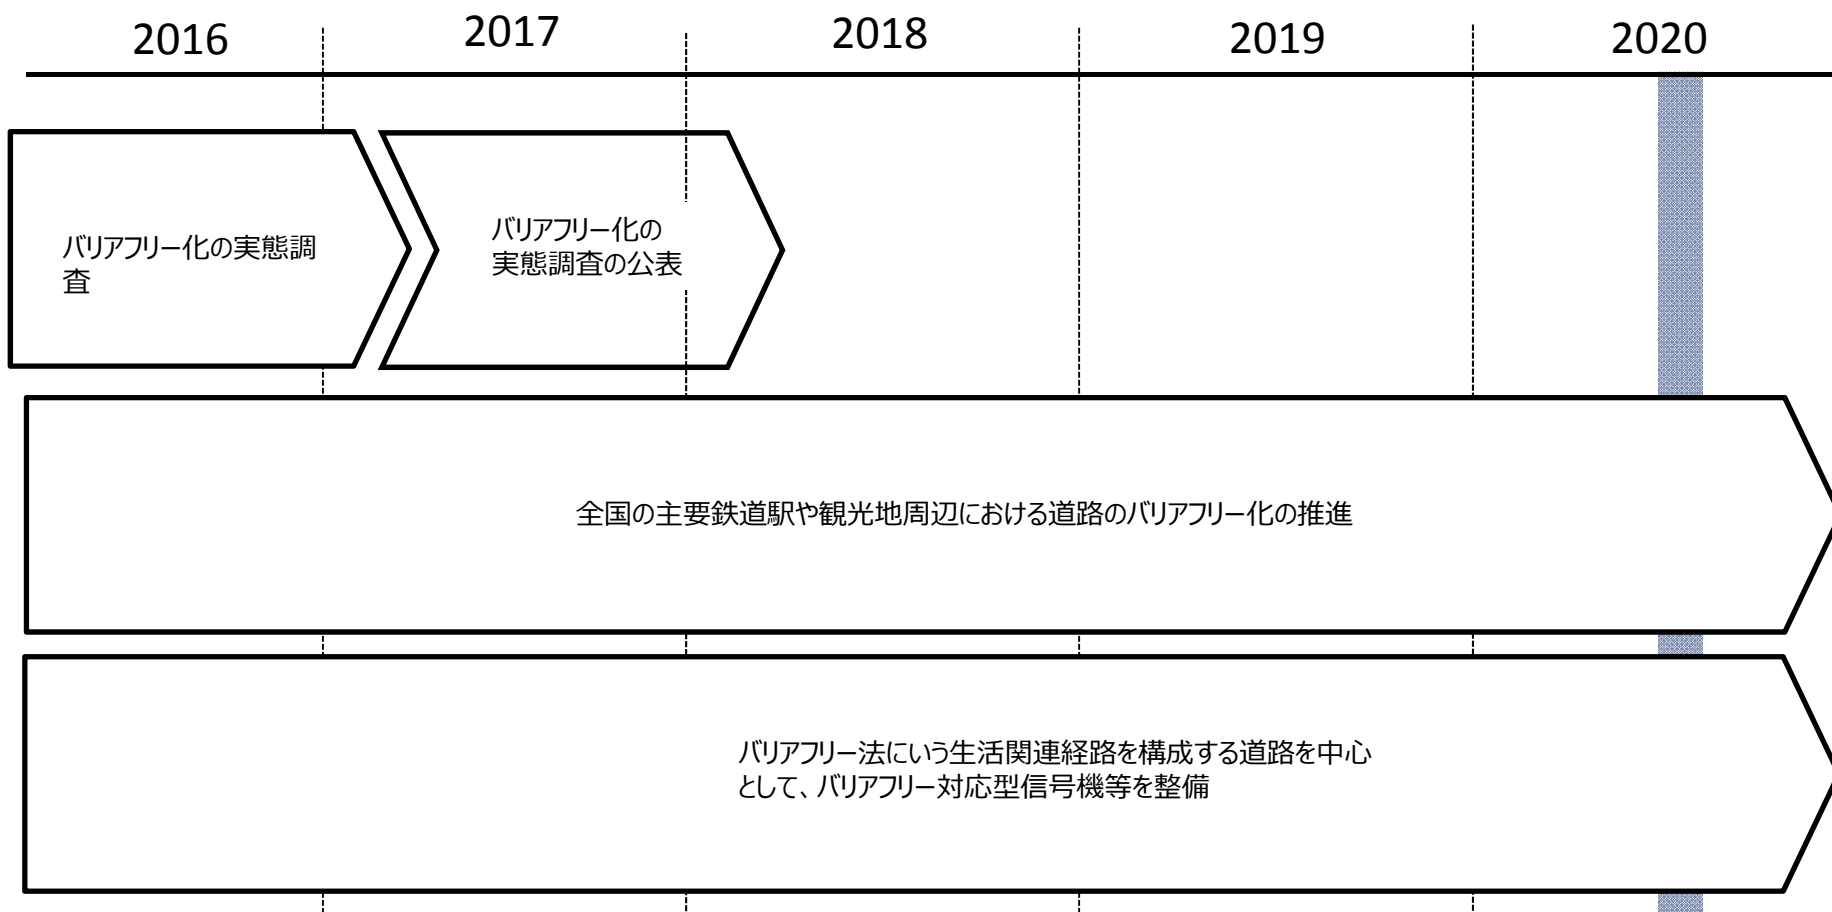 2016
2017
2018
2019
2020
バリアフリー化の実態調
査
バリアフリー化の
実態調査の公表
全国の主要鉄道駅や観光地周辺における道路のバリアフリー化の推進
バリアフリー法にいう生活関連経路を構成する道路を中心
として、バリアフリー対応型信号機等を整備